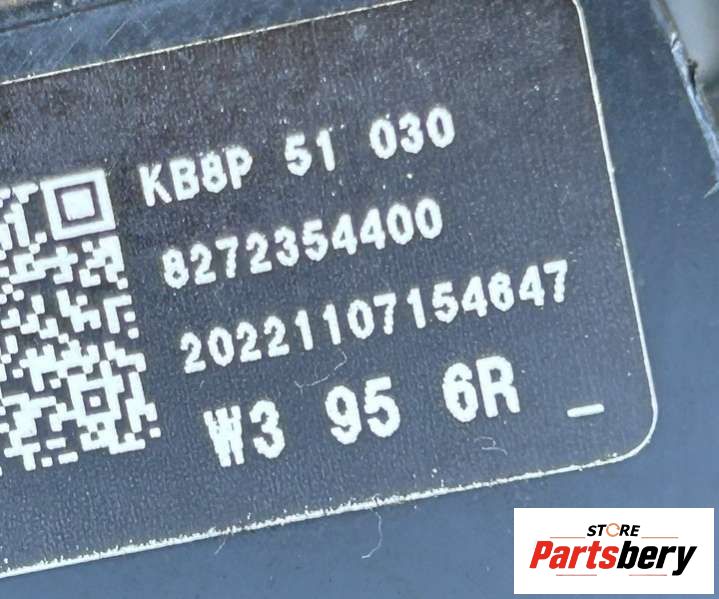 KB8P 51 030
8272354400
20221107154647
W3 95 6R _
STORE
Partsbery